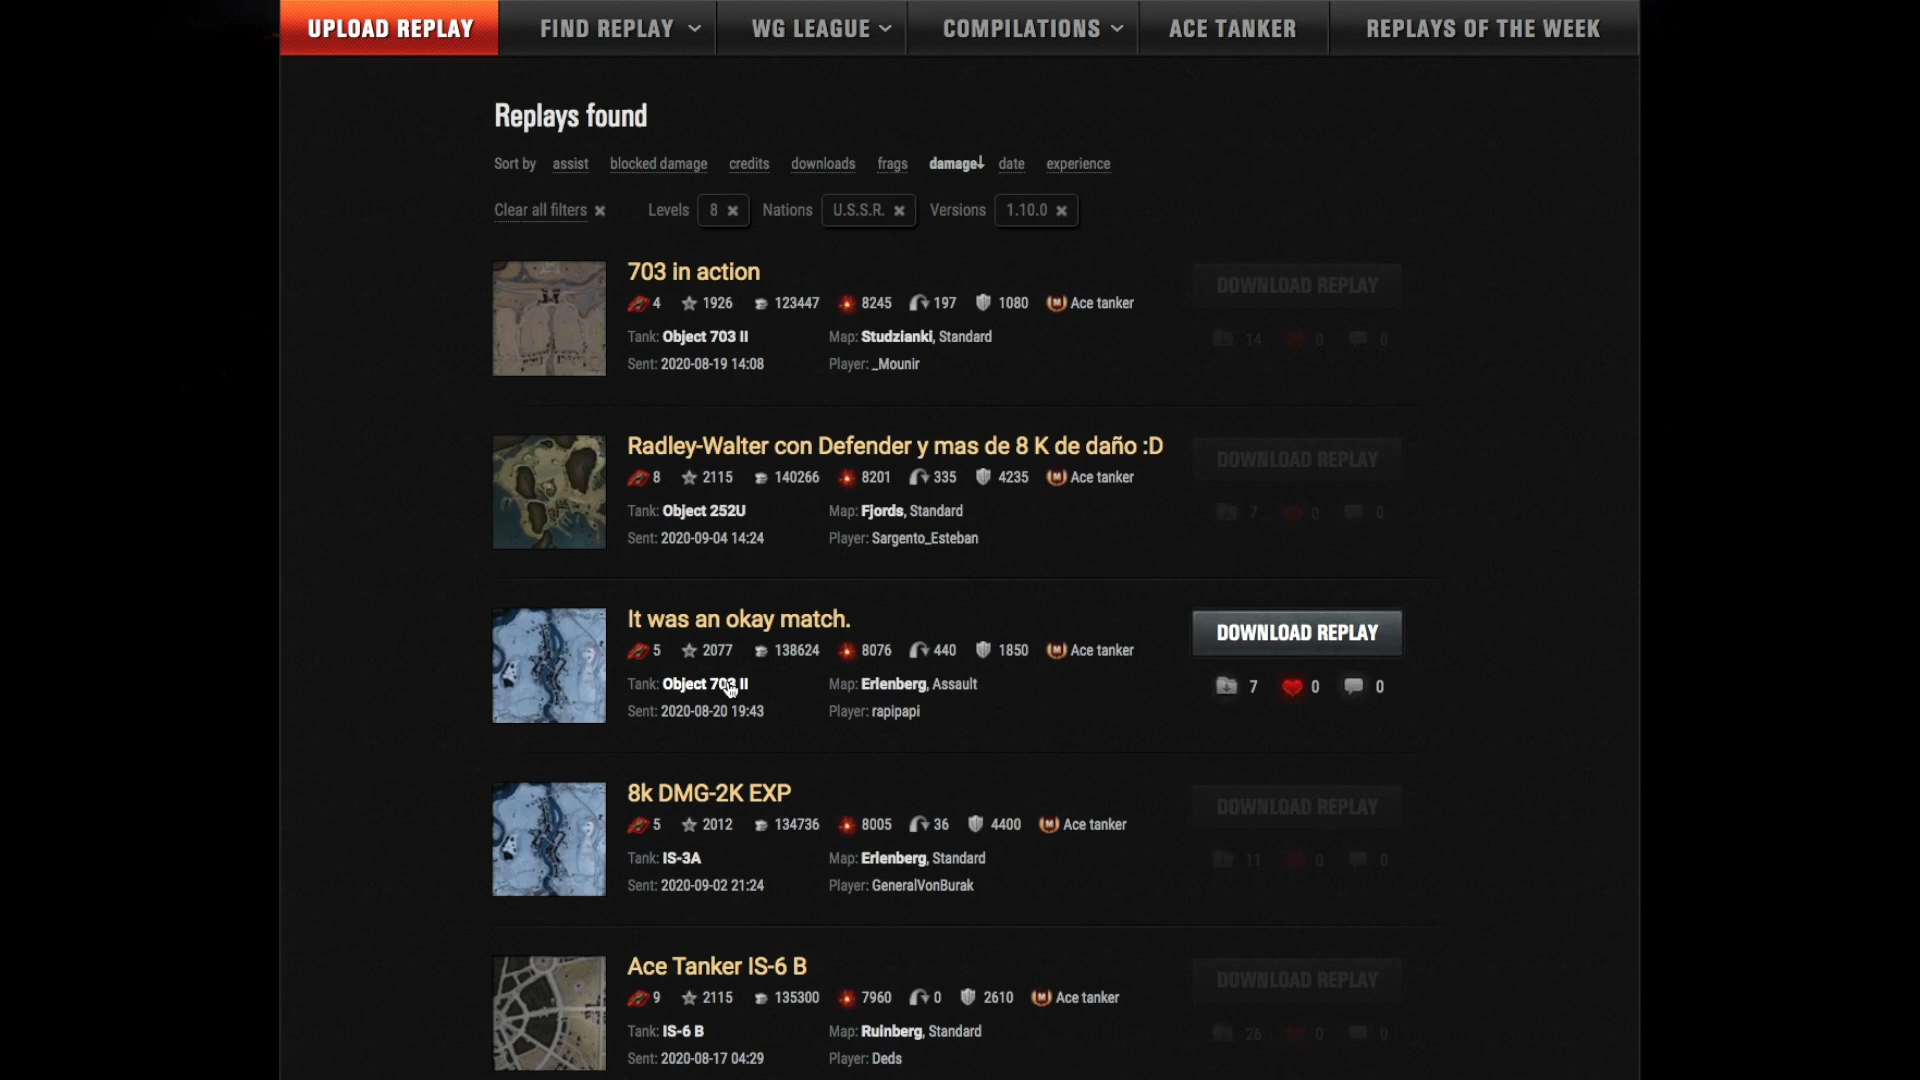 UPLOAD REPLAY FIND REPLAY WG LEAGUE COMPILATIONS ACE TANKER REPLAYS OF THE WEEK
Replays found
Sort by assist blocked damage credits downloads frags damage↓ date experience
Clear all filters × Levels 8 × Nations U.S.S.R. × Versions 1.10.0 ×
703 in action
4 1926 123447 8245 197 1080 Ace tanker
DOWNLOAD REPLAY
Tank: Object 703 II Map: Studzianki, Standard
14 0 0
Sent: 2020-08-19 14:08 Player: _Mounir
Radley-Walter con Defender y mas de 8 K de daño :D
8 2115 140266 8201 335 4235 Ace tanker
DOWNLOAD REPLAY
Tank: Object 252U Map: Fjords, Standard
7 0 0
Sent: 2020-09-04 14:24 Player: Sargento_Esteban
It was an okay match.
5 2077 138624 8076 440 1850 Ace tanker
DOWNLOAD REPLAY
Tank: Object 703 II Map: Erlenberg, Assault
7 0 0
Sent: 2020-08-20 19:43 Player: rapipapi
8k DMG-2K EXP
5 2012 134736 8005 36 4400 Ace tanker
DOWNLOAD REPLAY
Tank: IS-3A Map: Erlenberg, Standard
11 0 0
Sent: 2020-09-02 21:24 Player: GeneralVonBurak
Ace Tanker IS-6 B
9 2115 135300 7960 0 2610 Ace tanker
DOWNLOAD REPLAY
Tank: IS-6 B Map: Ruinberg, Standard
26 0 0
Sent: 2020-08-17 04:29 Player: Deds